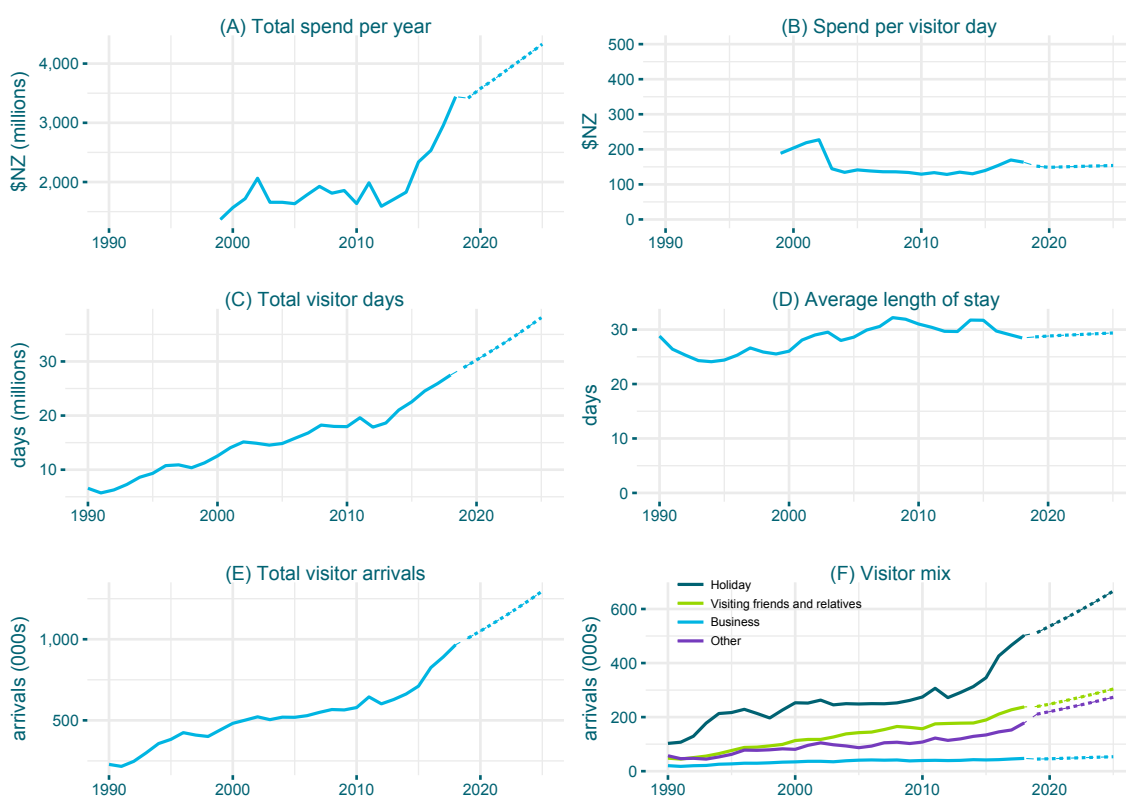 (A) Total spend per year
$NZ (millions)
4,000
3,000
2,000
1990 2000 2010 2020
(B) Spend per visitor day
$NZ
500
400
300
200
100
0
1990 2000 2010 2020
(C) Total visitor days
days (millions)
30
20
10
1990 2000 2010 2020
(D) Average length of stay
days
30
20
10
0
1990 2000 2010 2020
(E) Total visitor arrivals
arrivals (000s)
1,000
500
1990 2000 2010 2020
(F) Visitor mix
Holiday
Visiting friends and relatives
Business
Other
arrivals (000s)
600
400
200
0
1990 2000 2010 2020